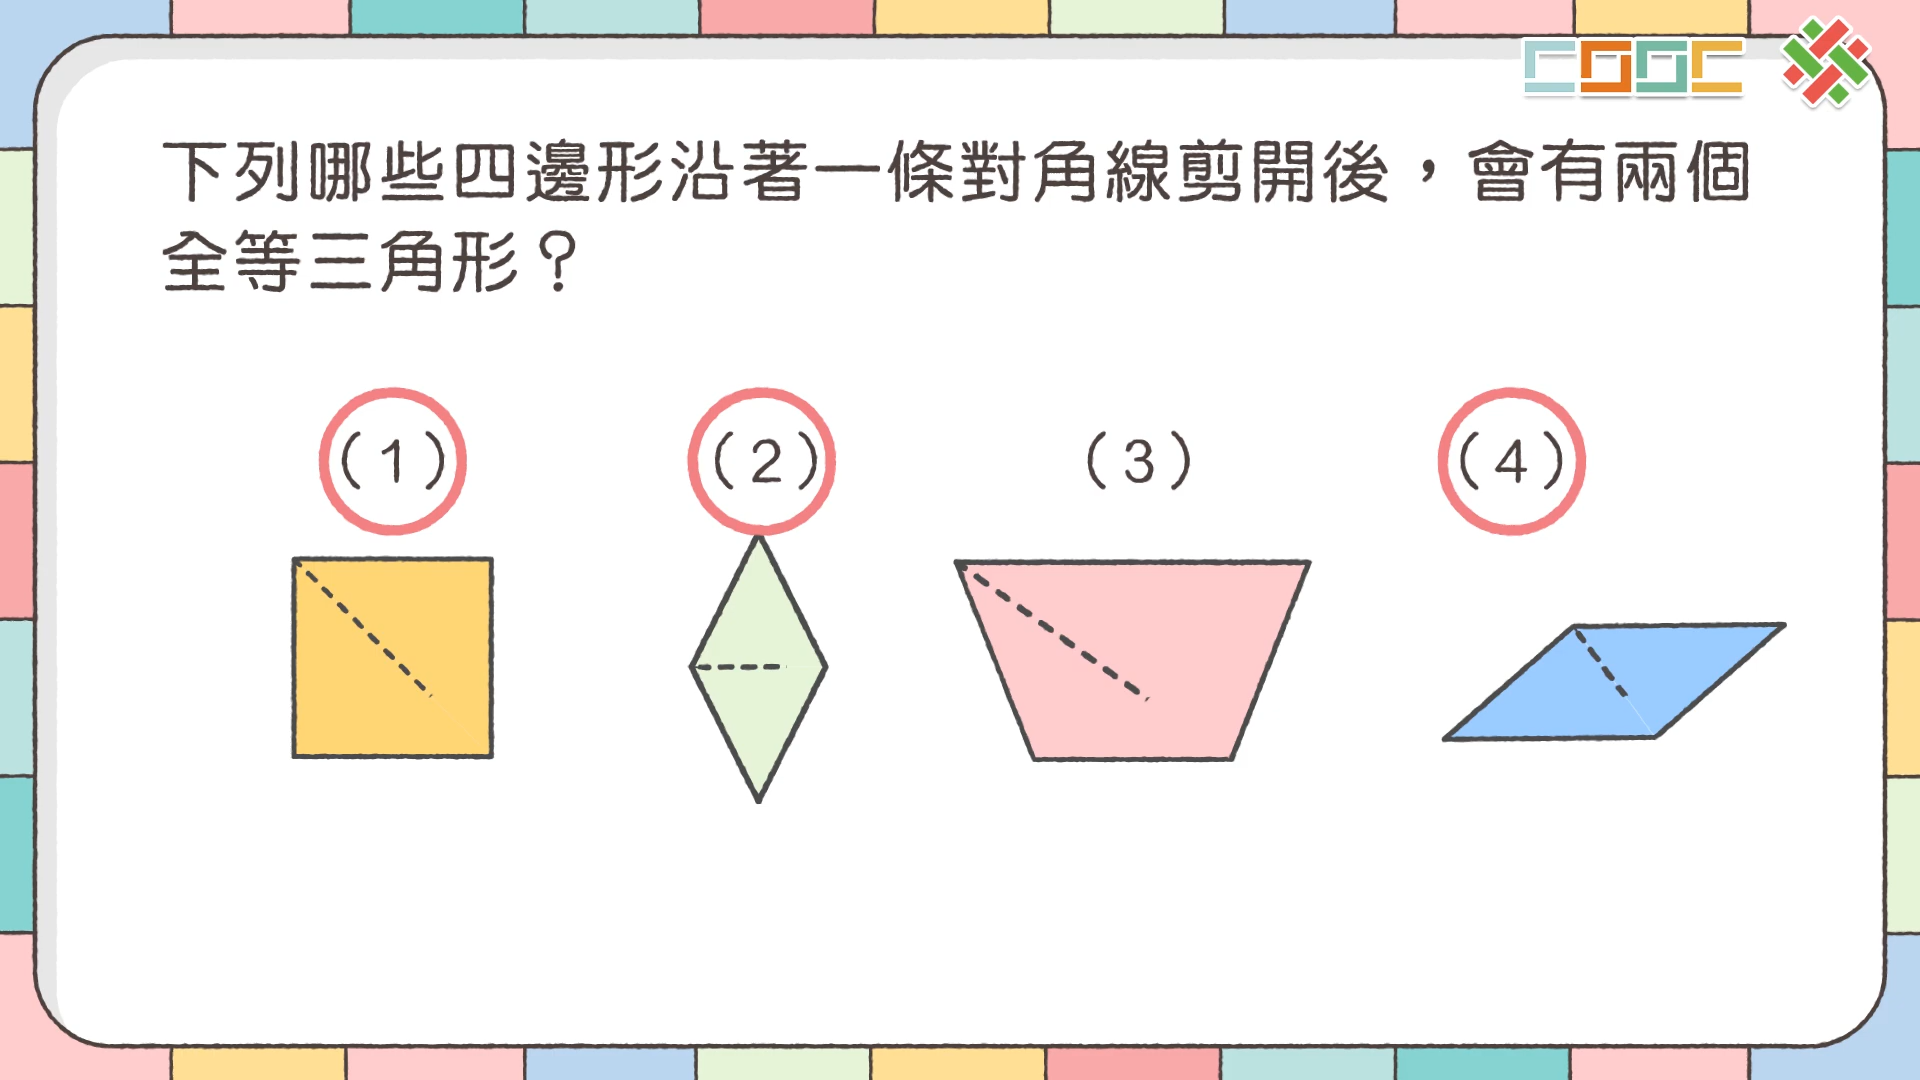 下列哪些四邊形沿著一條對角線剪開後，會有兩個
全等三角形？
（1） （2） （3） （4）
COOC